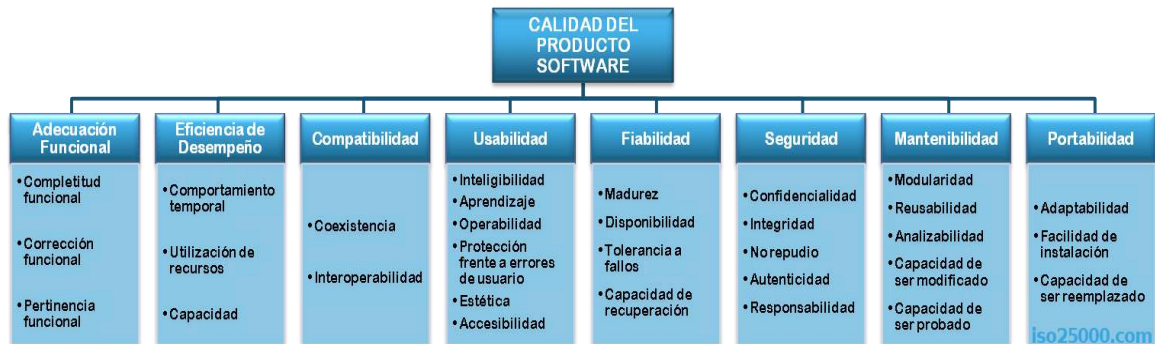 CALIDAD DEL
PRODUCTO
SOFTWARE
Adecuación
Funcional
• Completitud
funcional
• Corrección
funcional
• Pertinencia
funcional
Eficiencia de
Desempeño
• Comportamiento
temporal
• Utilización de
recursos
• Capacidad
Compatibilidad
• Coexistencia
• Interoperabilidad
Usabilidad
• Inteligibilidad
• Aprendizaje
• Operabilidad
• Protección
frente a errores
de usuario
• Estética
• Accesibilidad
Fiabilidad
• Madurez
• Disponibilidad
• Tolerancia a
fallos
• Capacidad de
recuperación
Seguridad
• Confidencialidad
• Integridad
• No repudio
• Autenticidad
• Responsabilidad
Mantenibilidad
• Modularidad
• Reusabilidad
• Analizabilidad
• Capacidad de
ser modificado
• Capacidad de
ser probado
Portabilidad
• Adaptabilidad
• Facilidad de
instalación
• Capacidad de
ser reemplazado
iso25000.com